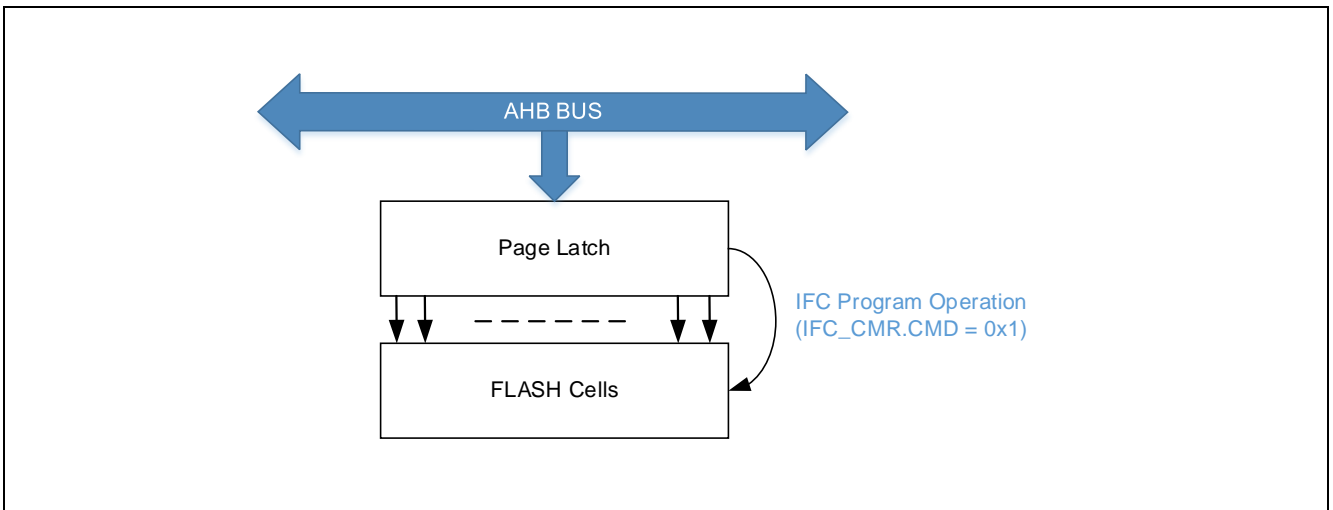 AHB BUS
Page Latch
IFC Program Operation
(IFC_CMR.CMD = 0x1)
FLASH Cells